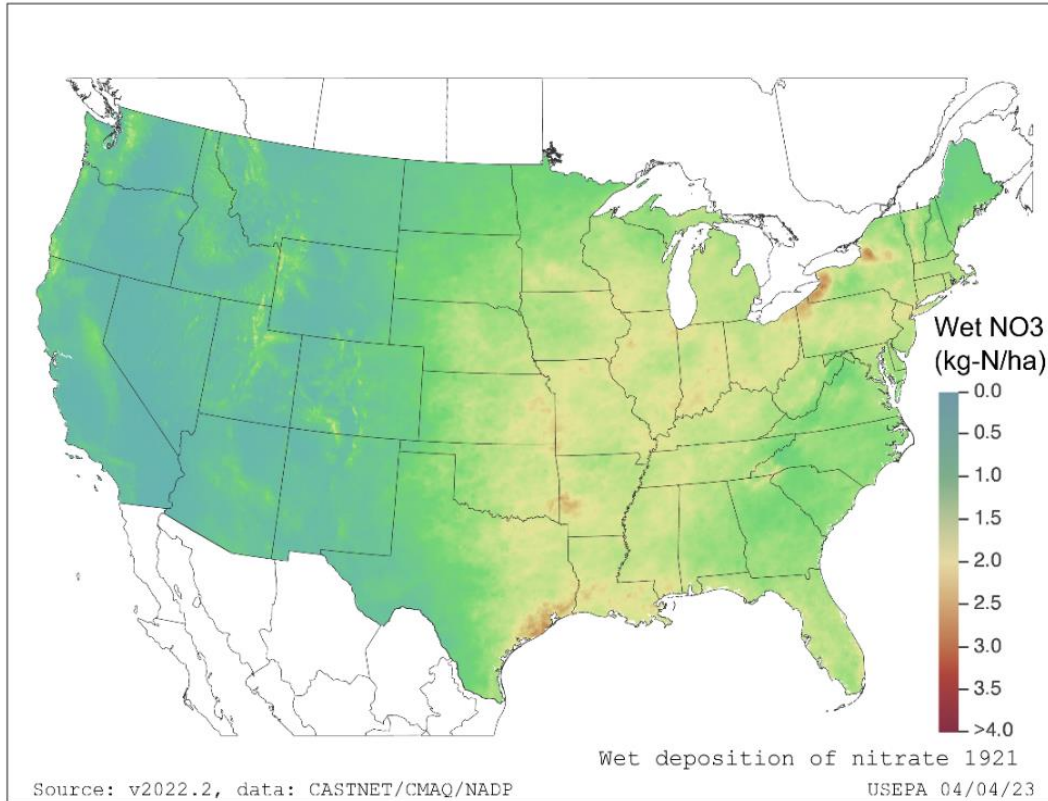 Wet NO3
(kg-N/ha)
0.0
0.5
1.0
1.5
2.0
2.5
3.0
3.5
>4.0
Wet deposition of nitrate 1921
Source: v2022.2, data: CASTNET/CMAQ/NADP
USEPA 04/04/23